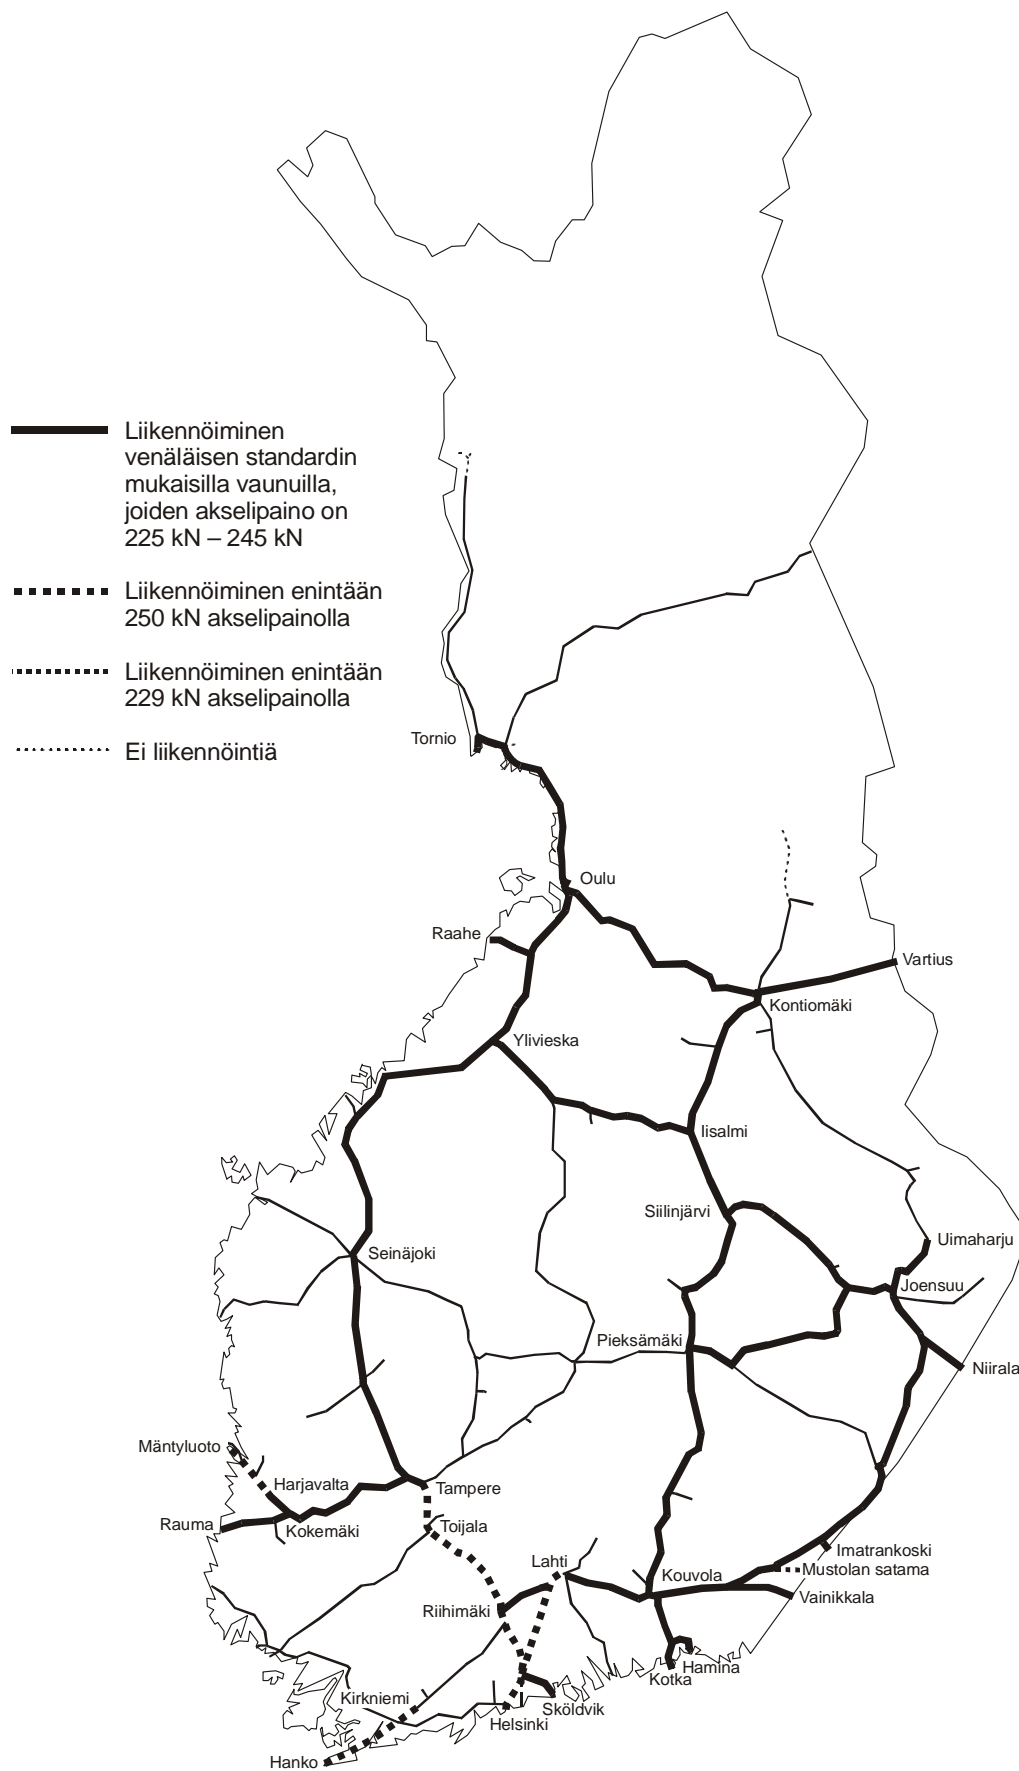 Liikennöiminen
venäläisen standardin
mukaisilla vaunuilla,
joiden akselipaino on
225 kN – 245 kN
Liikennöiminen enintään
250 kN akselipainolla
Liikennöiminen enintään
229 kN akselipainolla
Ei liikennöintiä
Tornio
Oulu
Raahe
Vartius
Kontiomäki
Ylivieska
Iisalmi
Siilinjärvi
Uimaharju
Seinäjoki
Joensuu
Pieksämäki
Niirala
Mäntyluoto
Harjavalta
Tampere
Rauma
Kokemäki
Toijala
Imatrankoski
Lahti
Kouvola
Mustolan satama
Vainikkala
Riihimäki
Hamina
Kotka
Kirkniemi
Sköldvik
Helsinki
Hanko